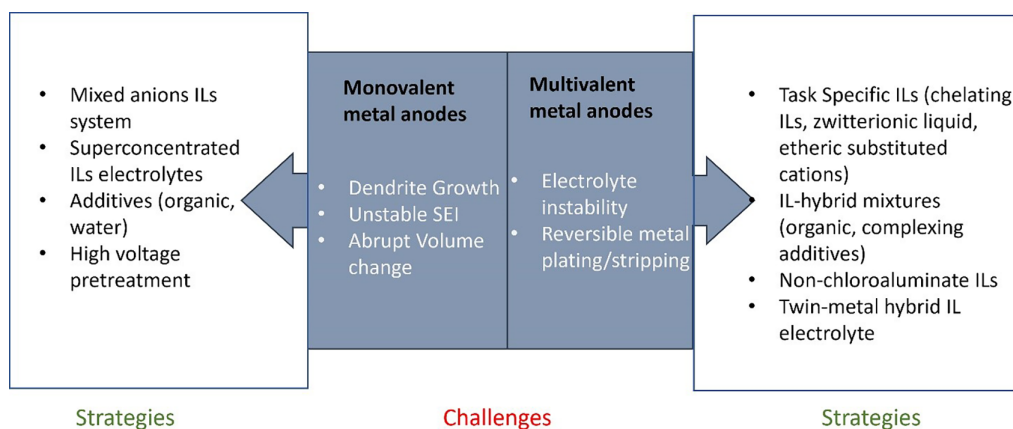 • Mixed anions ILs
system
• Superconcentrated
ILs electrolytes
• Additives (organic,
water)
• High voltage
pretreatment
Monovalent
metal anodes
• Dendrite Growth
• Unstable SEI
• Abrupt Volume
change
Multivalent
metal anodes
• Electrolyte
instability
• Reversible metal
plating/stripping
• Task Specific ILs (chelating
ILs, zwitterionic liquid,
etheric substituted
cations)
• IL-hybrid mixtures
(organic, complexing
additives)
• Non-chloroaluminate ILs
• Twin-metal hybrid IL
electrolyte
Strategies
Challenges
Strategies